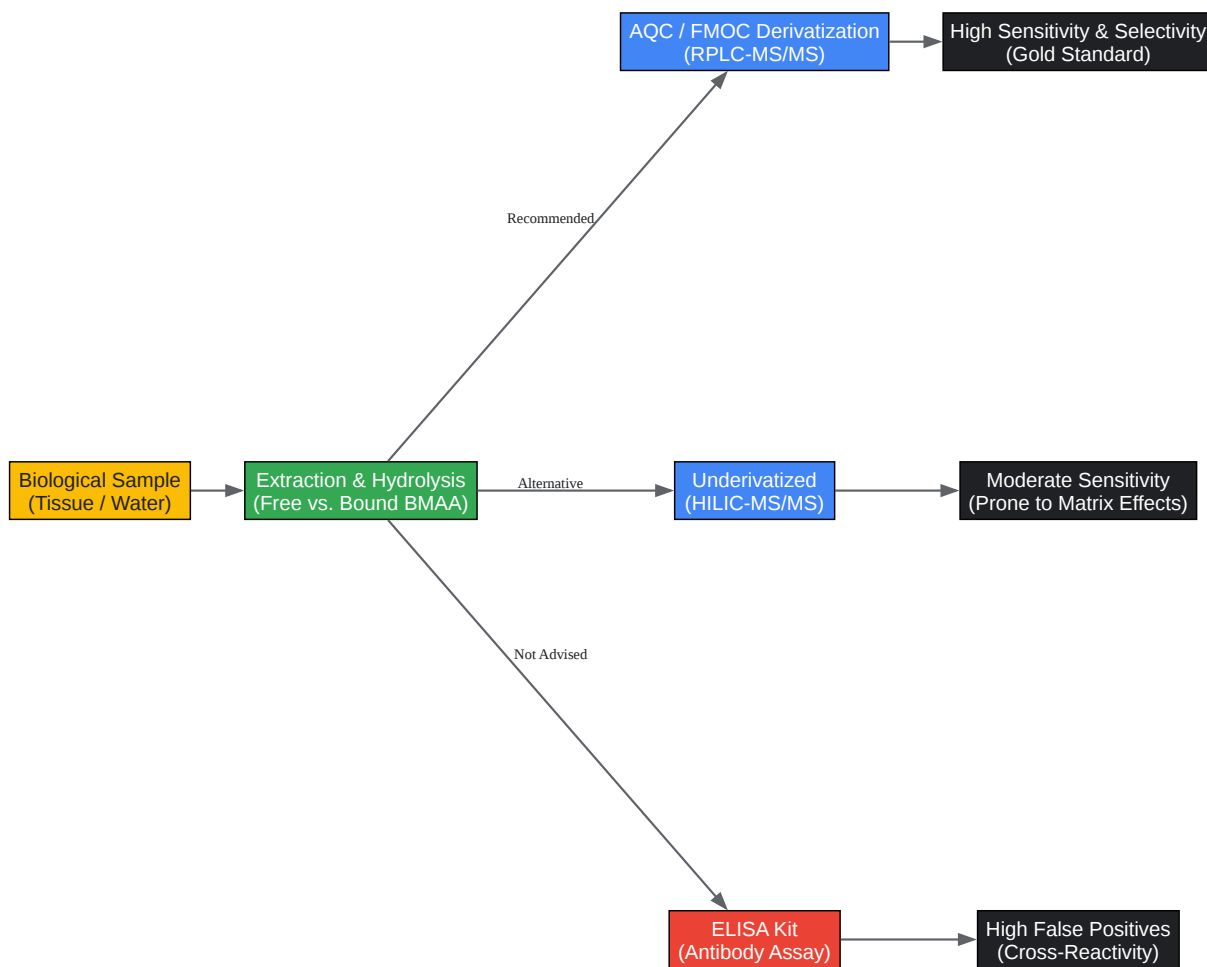 AQC / FMOC Derivatization
(RPLC-MS/MS)
High Sensitivity & Selectivity
(Gold Standard)
Recommended
Biological Sample
(Tissue / Water)
Extraction & Hydrolysis
(Free vs. Bound BMAA)
Alternative
Underivatized
(HILIC-MS/MS)
Moderate Sensitivity
(Prone to Matrix Effects)
Not Advised
ELISA Kit
(Antibody Assay)
High False Positives
(Cross-Reactivity)